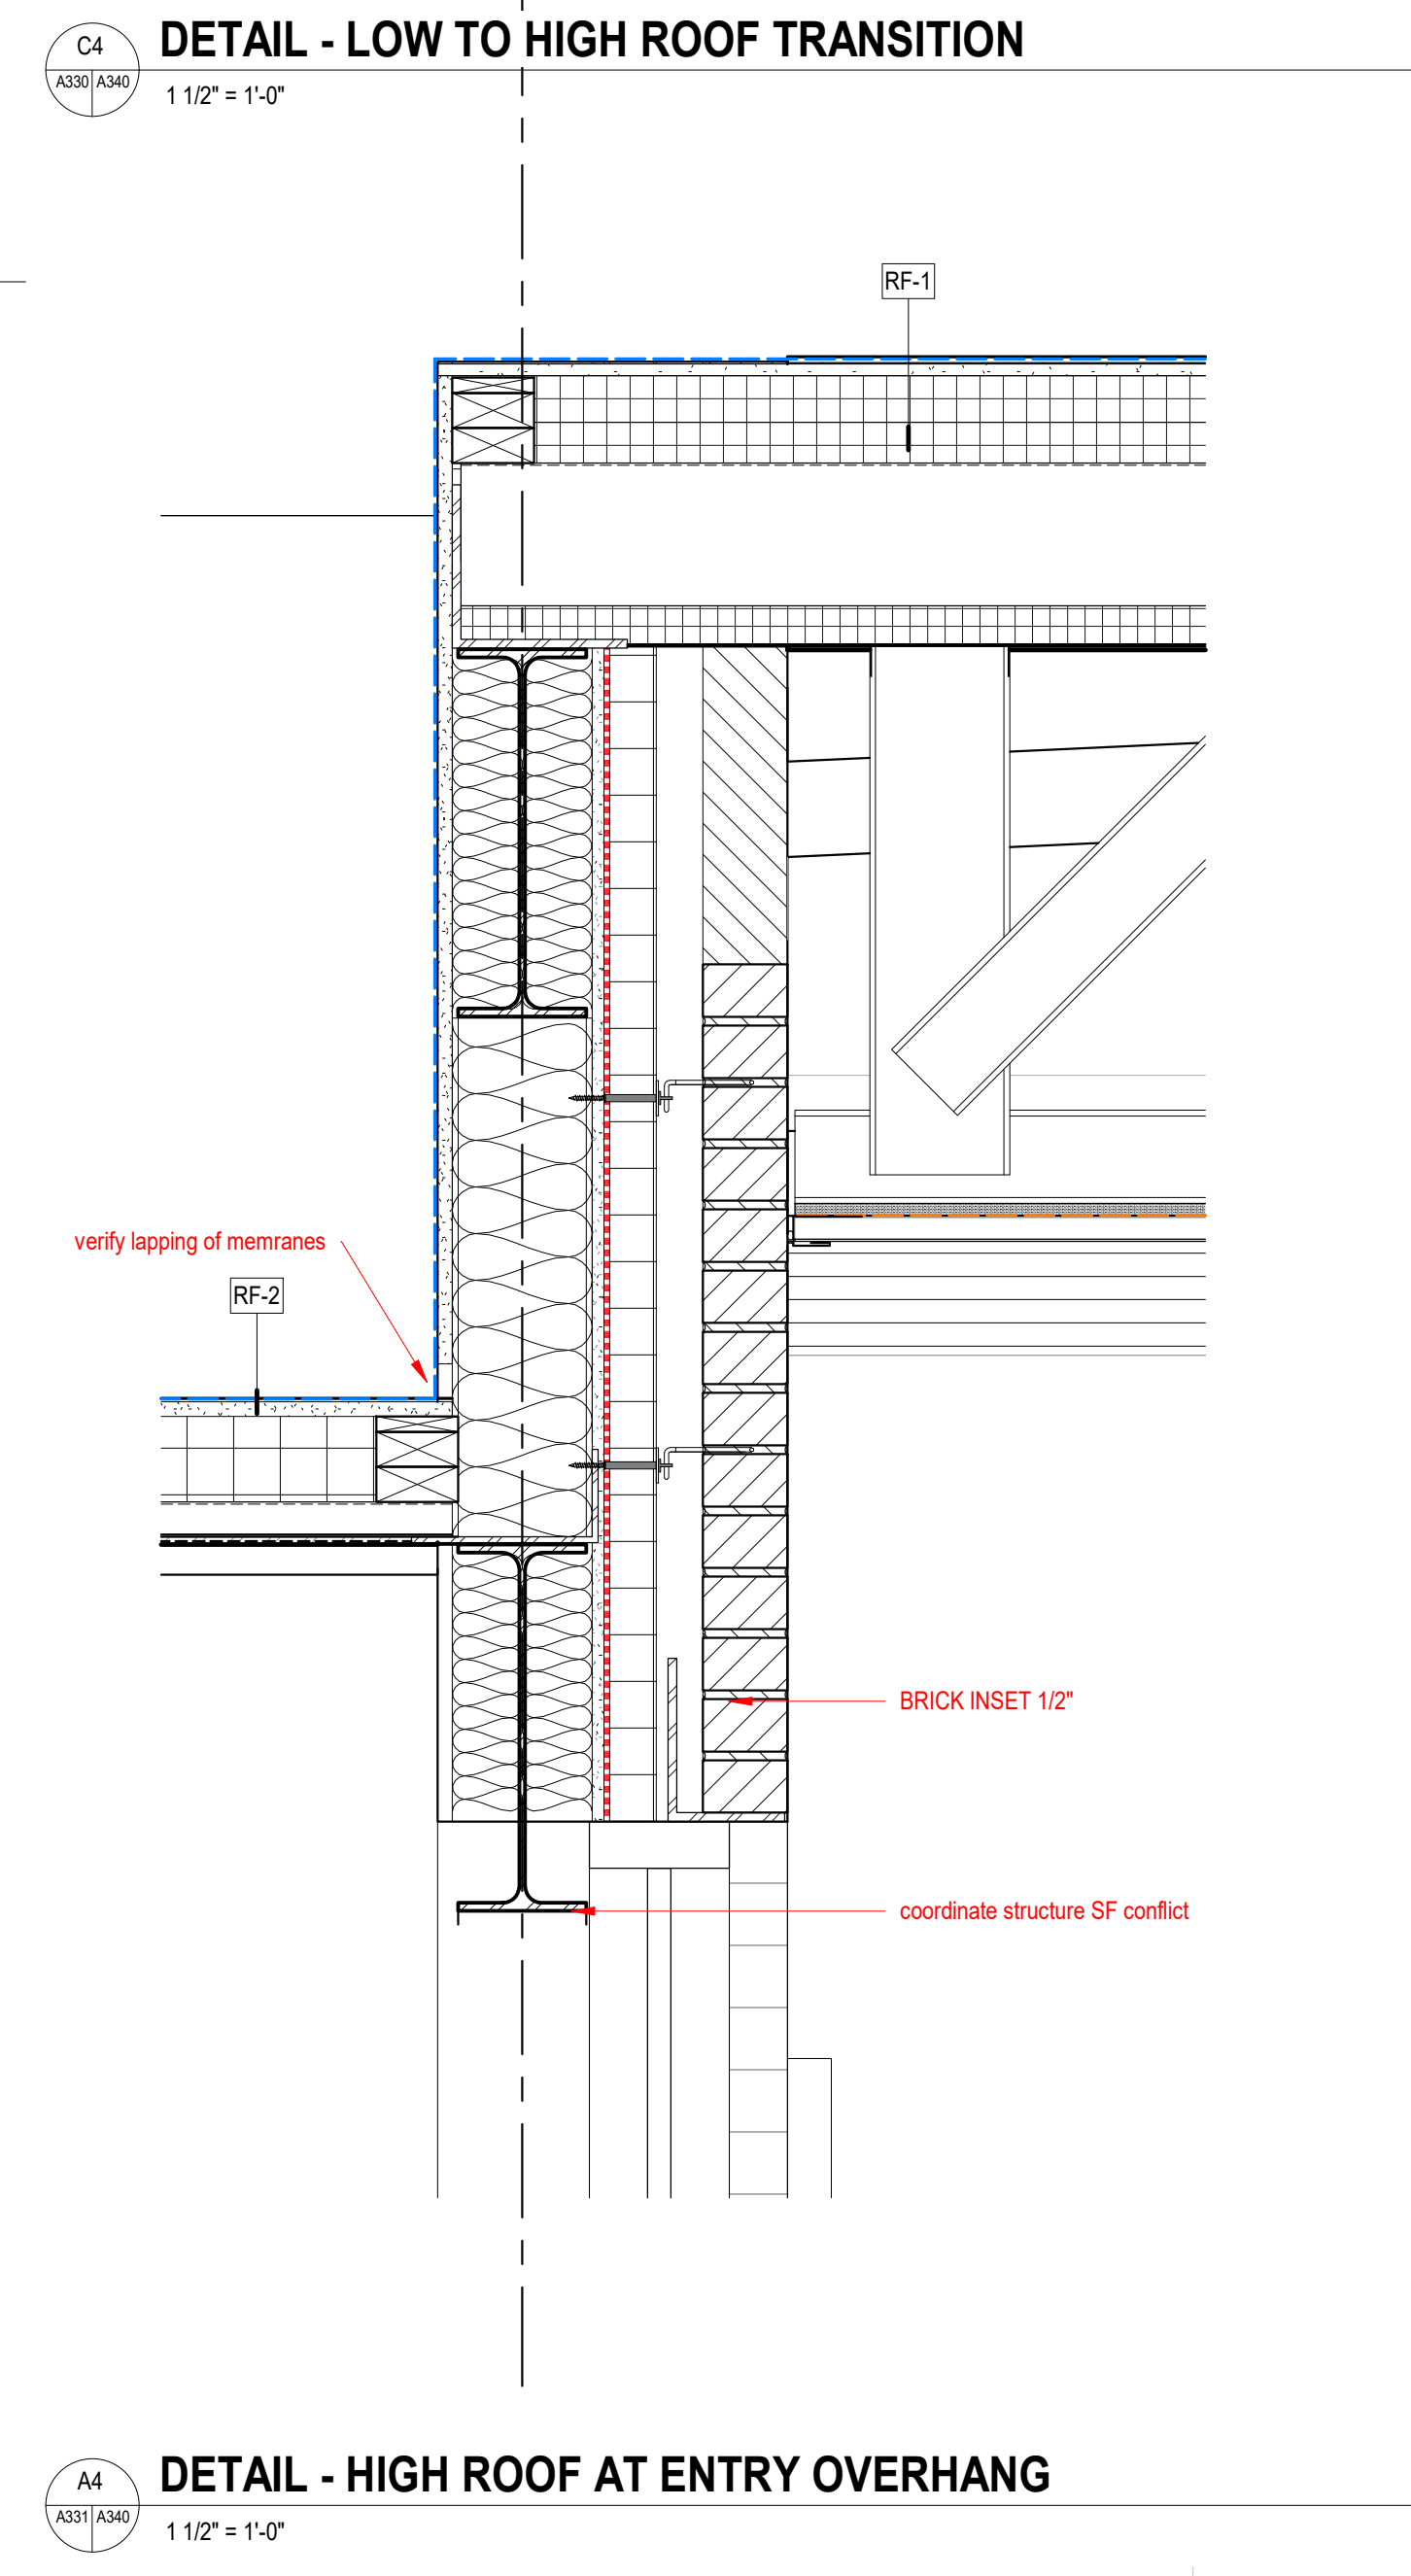 C4
DETAIL - LOW TO HIGH ROOF TRANSITION
A330 A340
1 1/2" = 1'-0"
RF-1
verify lapping of memranes
RF-2
BRICK INSET 1/2"
coordinate structure SF conflict
A4
DETAIL - HIGH ROOF AT ENTRY OVERHANG
A331 A340
1 1/2" = 1'-0"